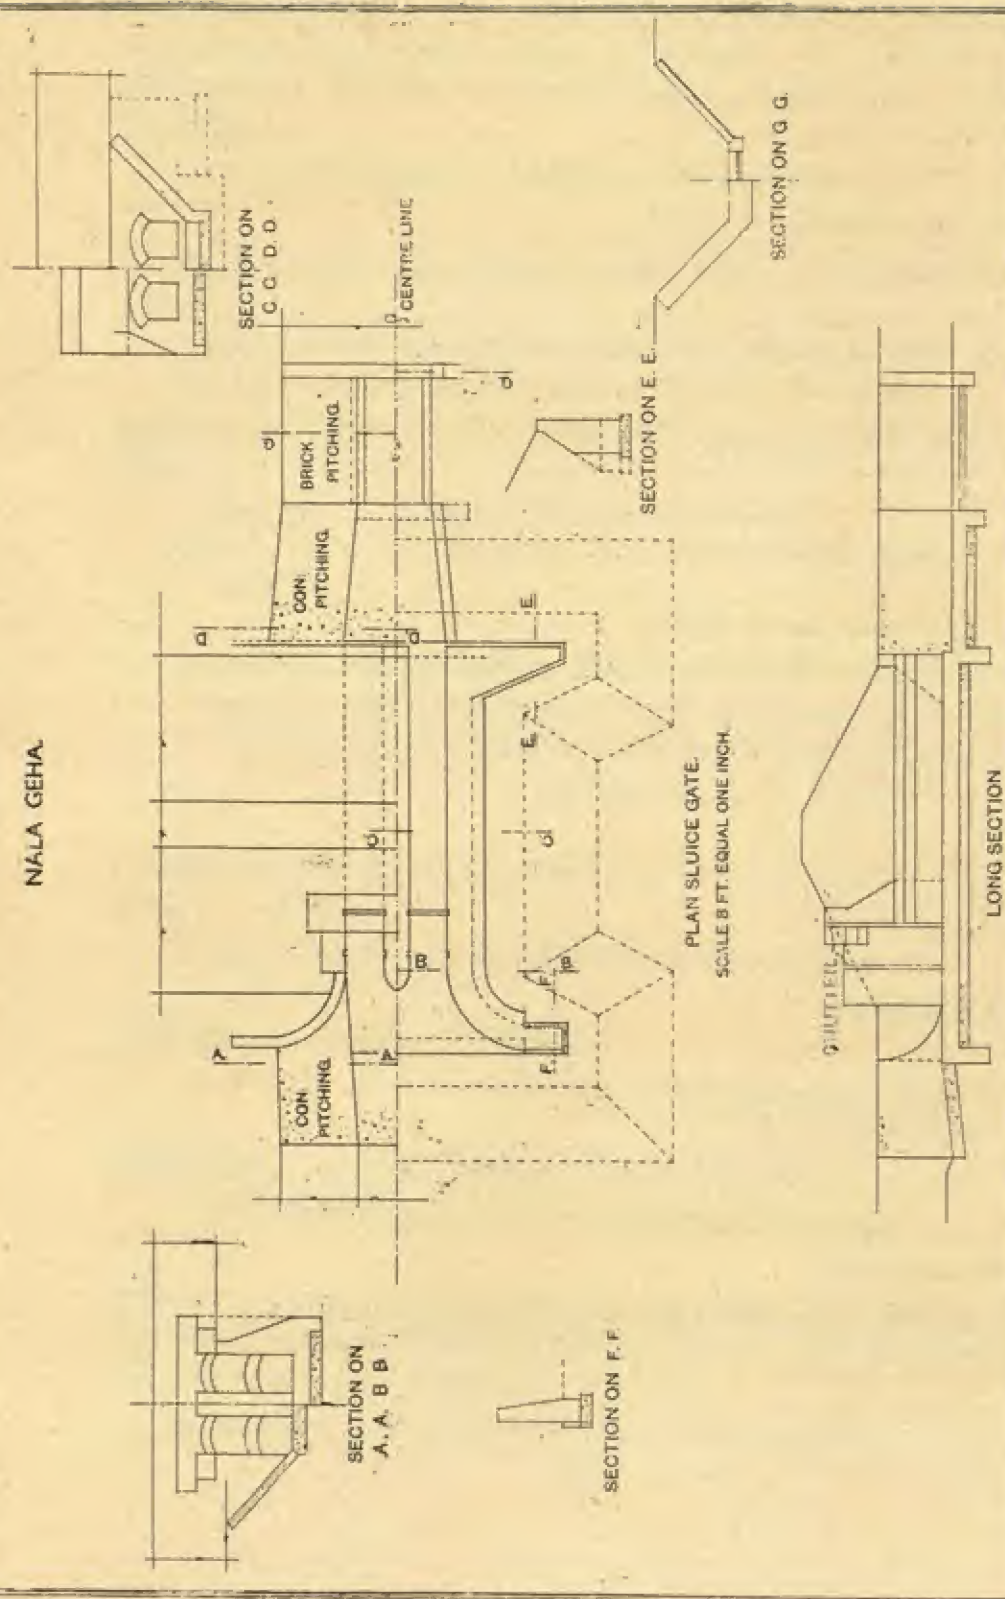 NALA GEHA.
SECTION ON
A. A. B B
SECTION ON F. F.
SECTION ON
C C D. D.
CENTRE LINE
CON:
PITCHING.
A.
A.
B
CON:
PITCHING.
BRICK
PITCHING.
E.
E.
F.
F.
B
PLAN SLUICE GATE.
SCALE 8 FT. EQUAL ONE INCH.
SECTION ON E. E.
SECTION ON G G.
SHUTTER
LONG SECTION